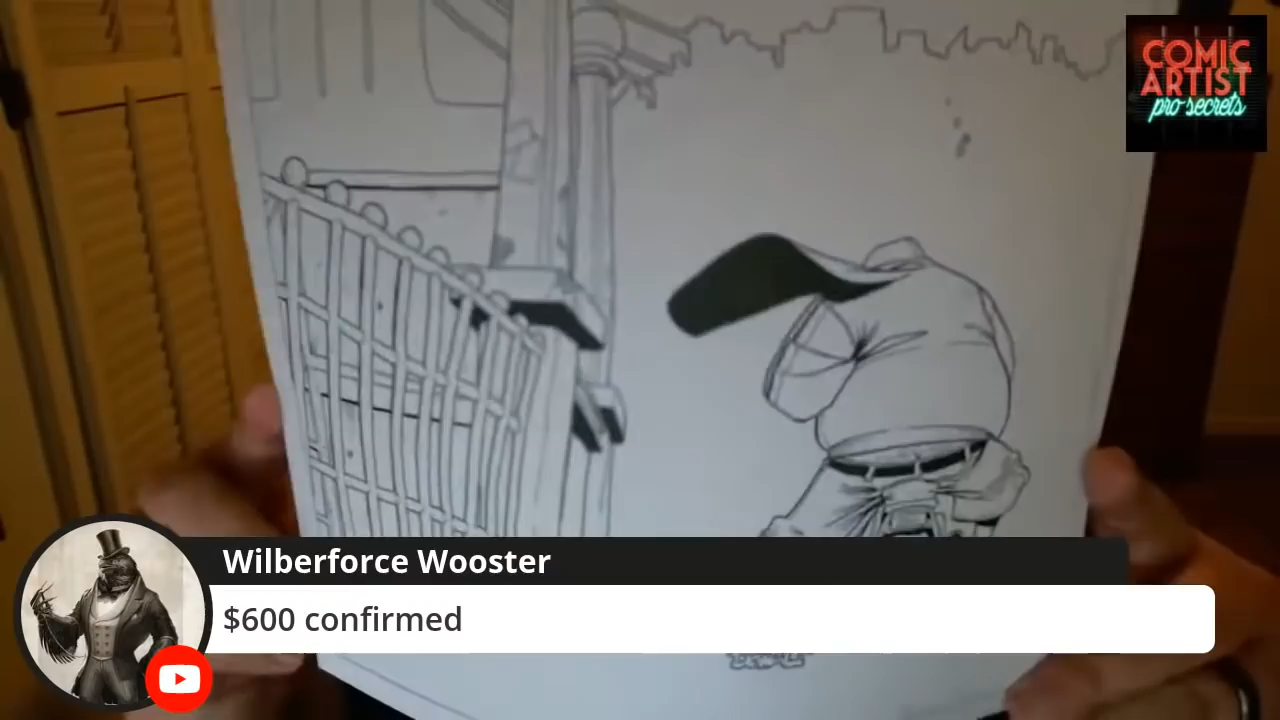 COMIC
ARTIST
pro secrets
Wilberforce Wooster
$600 confirmed